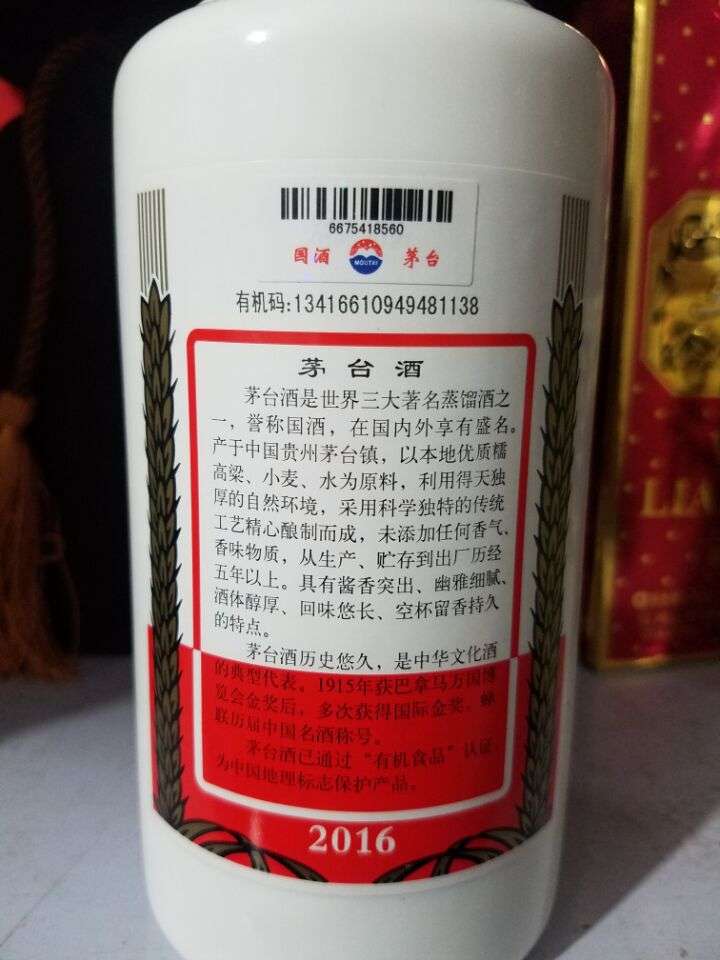 6675418560
国酒 MOUTAI 茅台
有机码:13416610949481138
茅台酒
茅台酒是世界三大著名蒸馏酒之
一，誉称国酒，在国内外享有盛名。
产于中国贵州茅台镇，以本地优质糯
高粱、小麦、水为原料，利用得天独
厚的自然环境，采用科学独特的传统
工艺精心酿制而成，未添加任何香气、
香味物质，从生产、贮存到出厂历经
五年以上。具有酱香突出、幽雅细腻、
酒体醇厚、回味悠长、空杯留香持久
的特点。
茅台酒历史悠久，是中华文化酒
的典型代表。1915年获巴拿马万国博
览会金奖后，多次获得国际金奖，蝉
联历届中国名酒称号。
茅台酒已通过“有机食品”认证
为中国地理标志保护产品。
2016